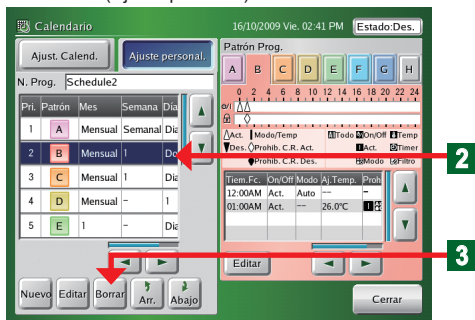 Calendario
16/10/2009 Vie. 02:41 PM
Estado:Des.
Ajust. Calend.
Ajuste personal.
N. Prog.
Schedule2
Pri. Patrón Mes Semana Dia
1 A Mensual Semanal Dia
2 B Mensual 1 Do
3 C Mensual 1 Dia
4 D Mensual - 1
5 E 1 - Dia
Nuevo
Editar
Borrar
Arr.
Abajo
Patrón Prog.
A B C D E F G H
0 2 4 6 8 10 12 14 16 18 20 22 24
Act. Modo/Temp Todo On/Off Temp
Des. Prohib. C.R. Act. Act. Timer
Prohib. C.R. Des. Modo Filtro
Tiem.Fc. On/Off Modo Aj.Temp. Proh
12:00AM Act. Auto -- -
01:00AM Act. -- 26.0°C
Editar
Cerrar
2
3